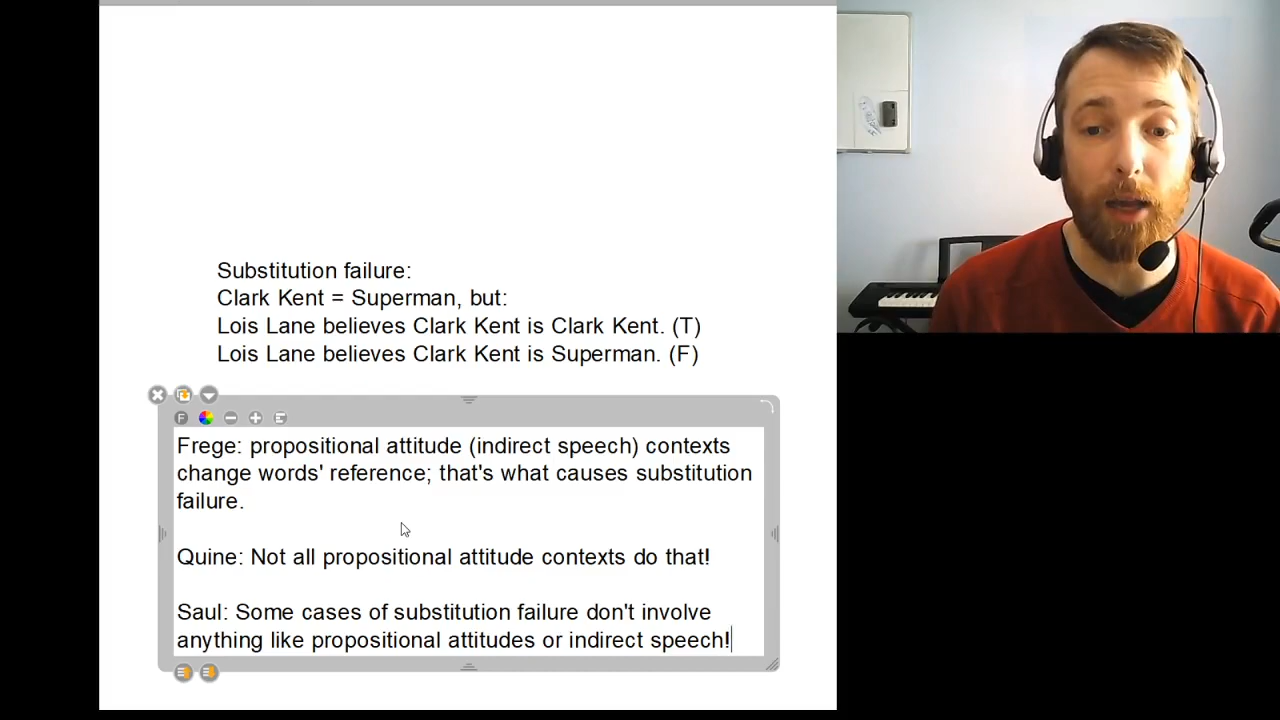 Substitution failure:
Clark Kent = Superman, but:
Lois Lane believes Clark Kent is Clark Kent. (T)
Lois Lane believes Clark Kent is Superman. (F)
Frege: propositional attitude (indirect speech) contexts
change words' reference; that's what causes substitution
failure.
Quine: Not all propositional attitude contexts do that!
Saul: Some cases of substitution failure don't involve
anything like propositional attitudes or indirect speech!